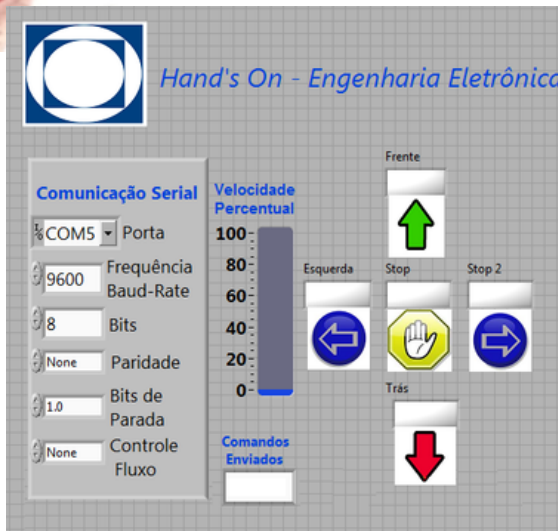 Hand's On - Engenharia Eletrônica
Comunicação Serial
COM5 Porta
9600 Frequência
Baud-Rate
8 Bits
None Paridade
1.0 Bits de
Parada
None Controle
Fluxo
Velocidade
Percentual
100
80
60
40
20
0
Comandos
Enviados
Frente
Esquerda
Stop
Stop 2
Trás